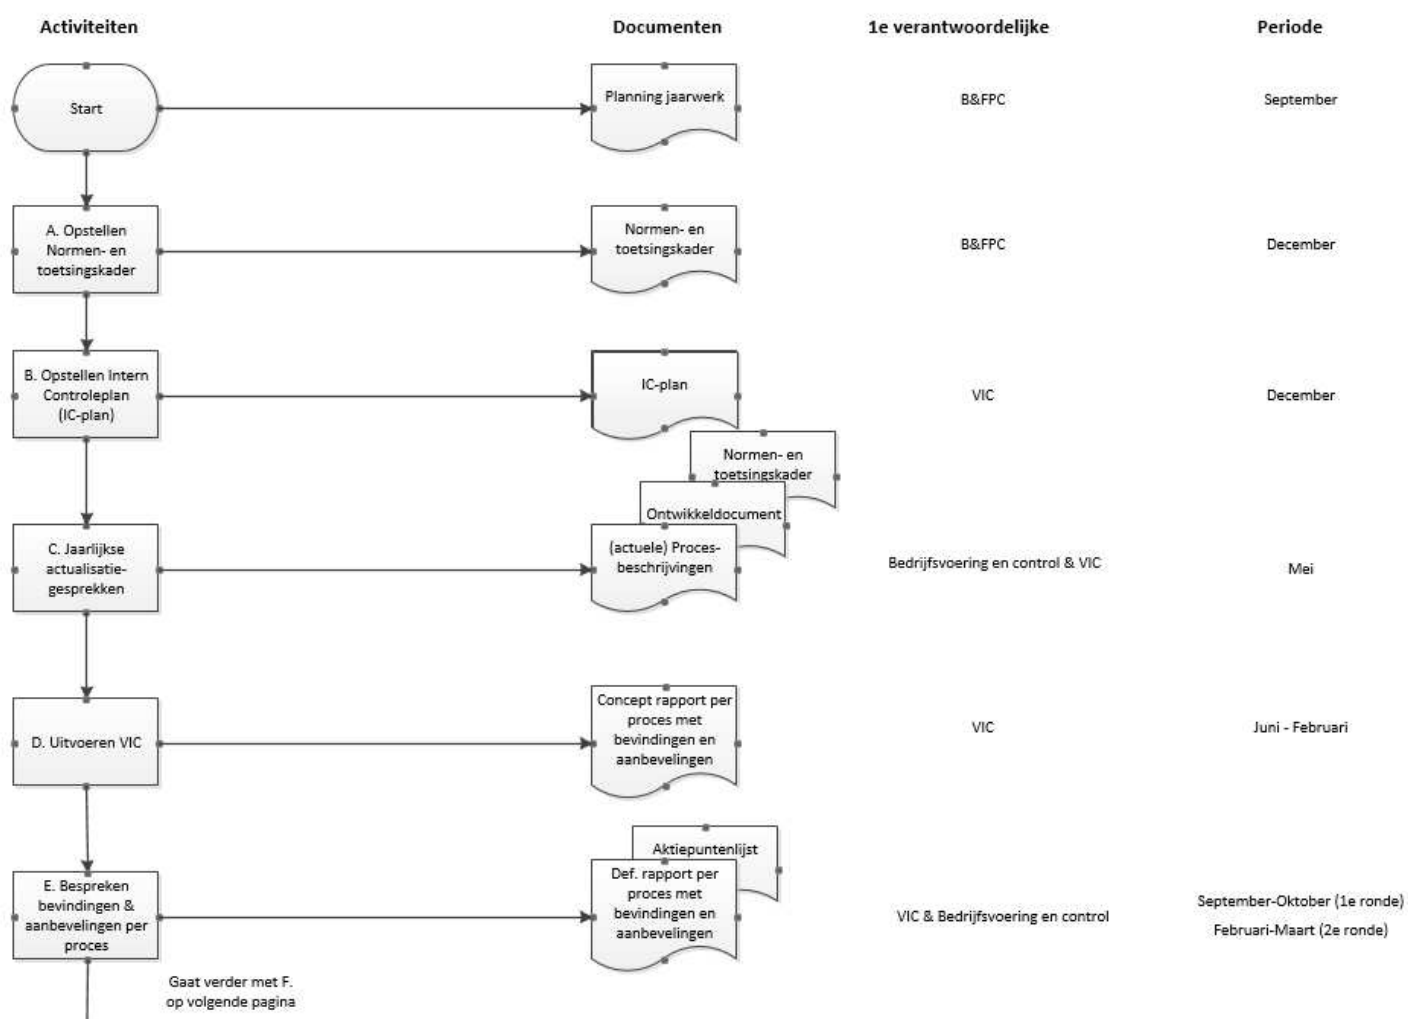 Activiteiten
Documenten
1e verantwoordelijke
Periode
Start
Planning jaarwerk
B&FPC
September
A. Opstellen
Normen- en
toetsingskader
Normen- en
toetsingskader
B&FPC
December
B. Opstellen Intern
Controleplan
(IC-plan)
IC-plan
VIC
December
Normen- en
toetsingskader
Ontwikkeldocument
C. Jaarlijkse
actualisatie-
gesprekken
(actuele) Proces-
beschrijvingen
Bedrijfsvoering en control & VIC
Mei
D. Uitvoeren VIC
Concept rapport per
proces met
bevindingen en
aanbevelingen
VIC
Juni - Februari
Aktiepuntenlijst
E. Bespreken
bevindingen &
aanbevelingen per
proces
Def. rapport per
proces met
bevindingen en
aanbevelingen
VIC & Bedrijfsvoering en control
September-Oktober (1e ronde)
Februari-Maart (2e ronde)
Gaat verder met F.
op volgende pagina